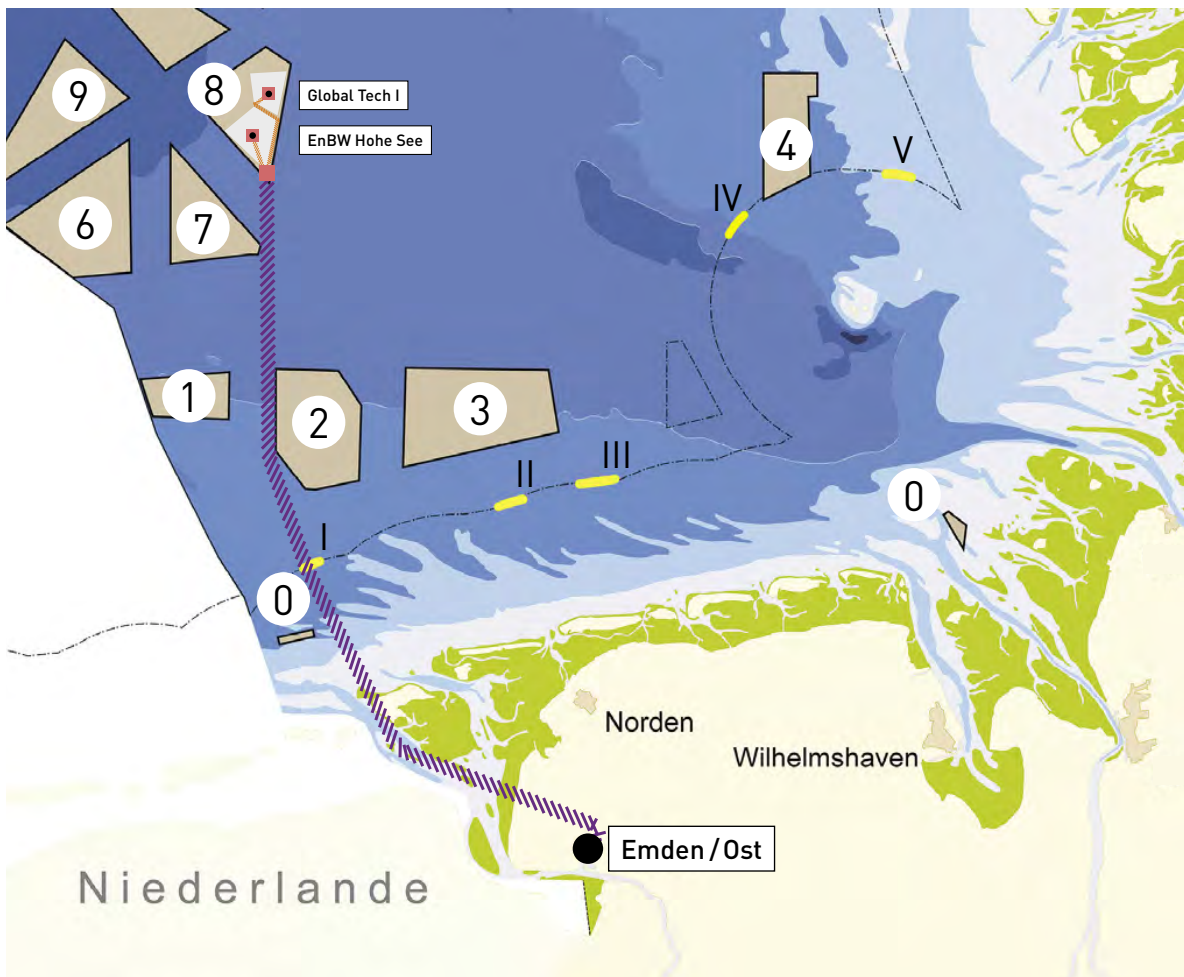 9
8
Global Tech I
EnBW Hohe See
4
V
IV
6
7
1
2
3
II
III
0
I
0
Norden
Wilhelmshaven
Emden / Ost
Niederlande